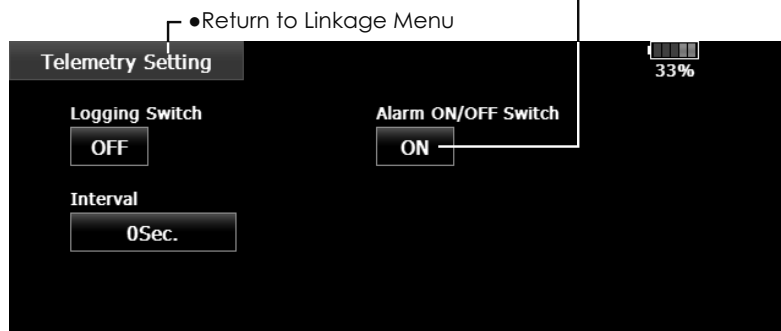 ●Return to Linkage Menu
Telemetry Setting
33%
Logging Switch
Alarm ON/OFF Switch
OFF
ON
Interval
0Sec.